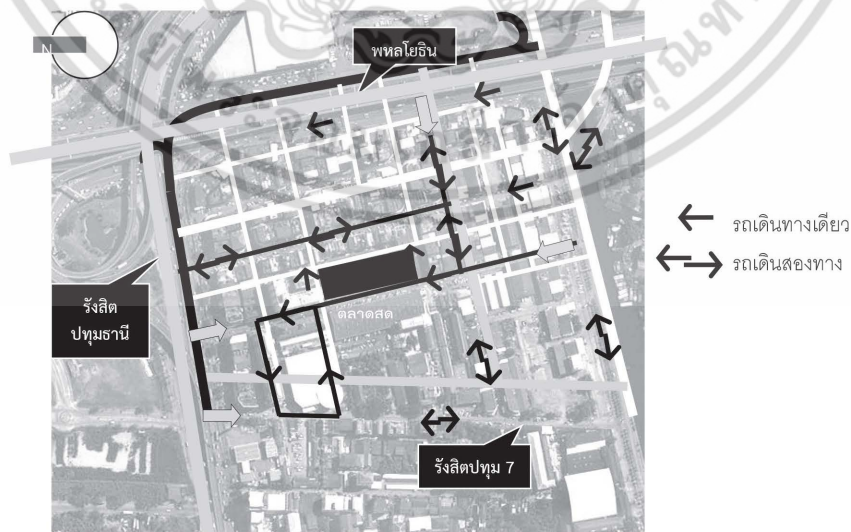 N
พหลโยธิน
รถเดินทางเดียว
รถเดินสองทาง
รังสิต
ปทุมธานี
ตลาดสด
รังสิตปทุม 7